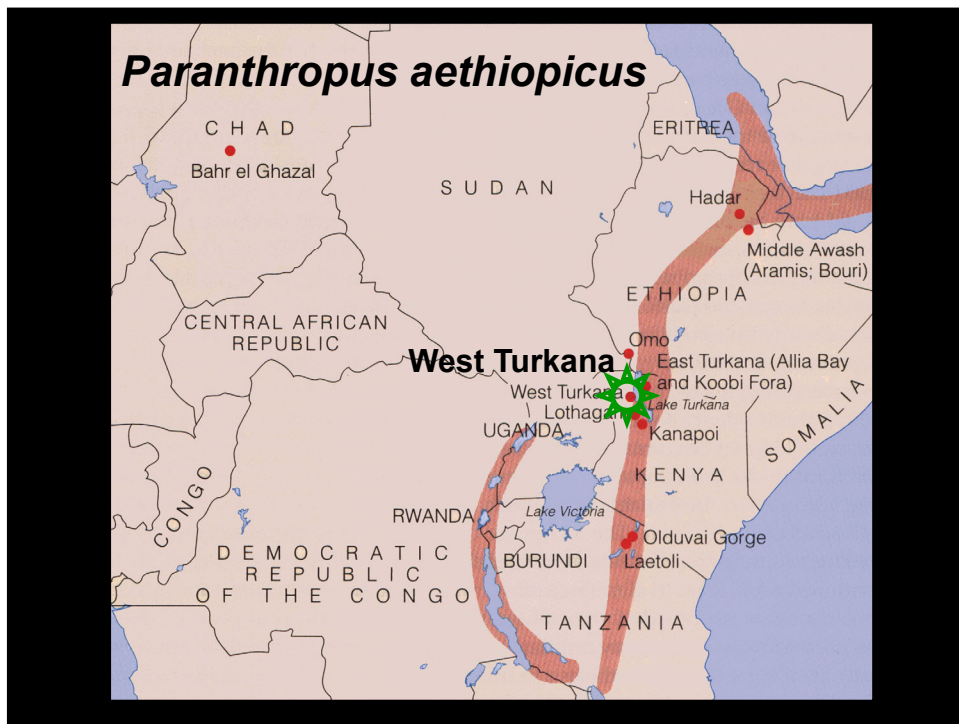 Paranthropus aethiopicus
CHAD
Bahr el Ghazal
SUDAN
ERITREA
Hadar
Middle Awash
(Aramis; Bouri)
ETHIOPIA
CENTRAL AFRICAN
REPUBLIC
Omo
West Turkana
East Turkana (Allia Bay
and Koobi Fora)
West Turkana
Lake Turkana
Lothagam
UGANDA
Kanapoi
SOMALIA
KENYA
CONGO
Lake Victoria
RWANDA
Olduvai Gorge
Laetoli
BURUNDI
DEMOCRATIC
REPUBLIC
OF THE CONGO
TANZANIA